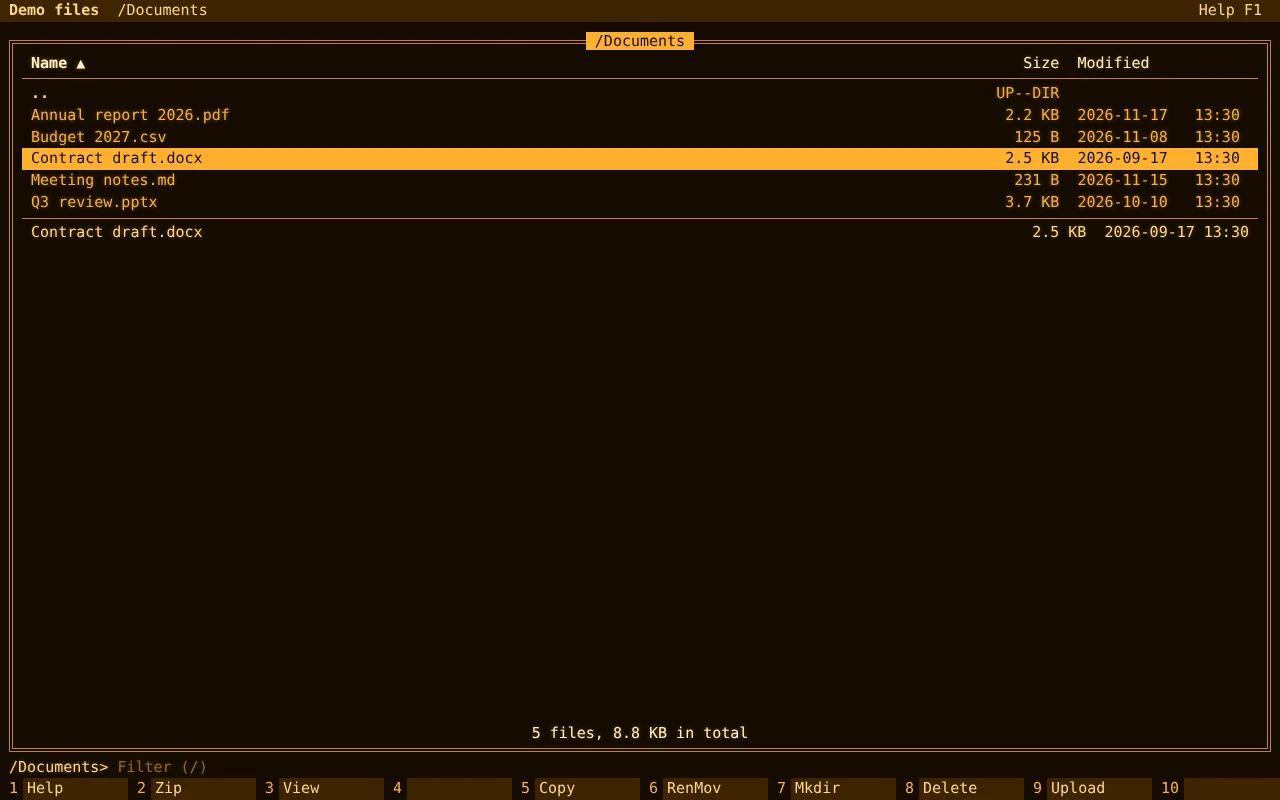 Demo files  /Documents  Help F1
/Documents
Name ▲  Size  Modified
..  UP--DIR
Annual report 2026.pdf  2.2 KB  2026-11-17  13:30
Budget 2027.csv  125 B  2026-11-08  13:30
Contract draft.docx  2.5 KB  2026-09-17  13:30
Meeting notes.md  231 B  2026-11-15  13:30
Q3 review.pptx  3.7 KB  2026-10-10  13:30
Contract draft.docx  2.5 KB  2026-09-17 13:30
5 files, 8.8 KB in total
/Documents> Filter (/)
1 Help  2 Zip  3 View  4  5 Copy  6 RenMov  7 Mkdir  8 Delete  9 Upload  10